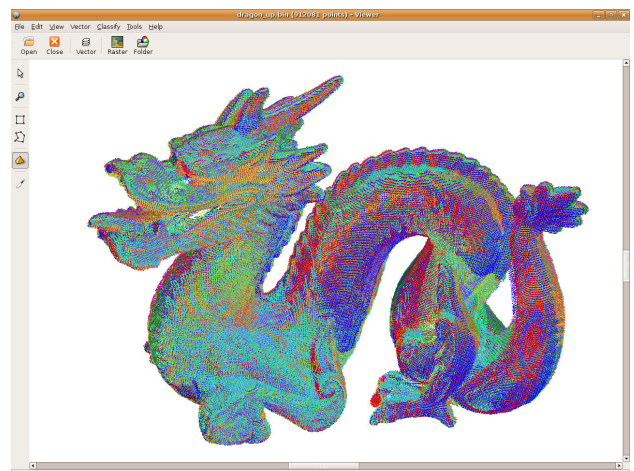 dragon_up.bin (912081 points) - Viewer
File Edit View Vector Classify Tools Help
Open Close Vector Raster Folder